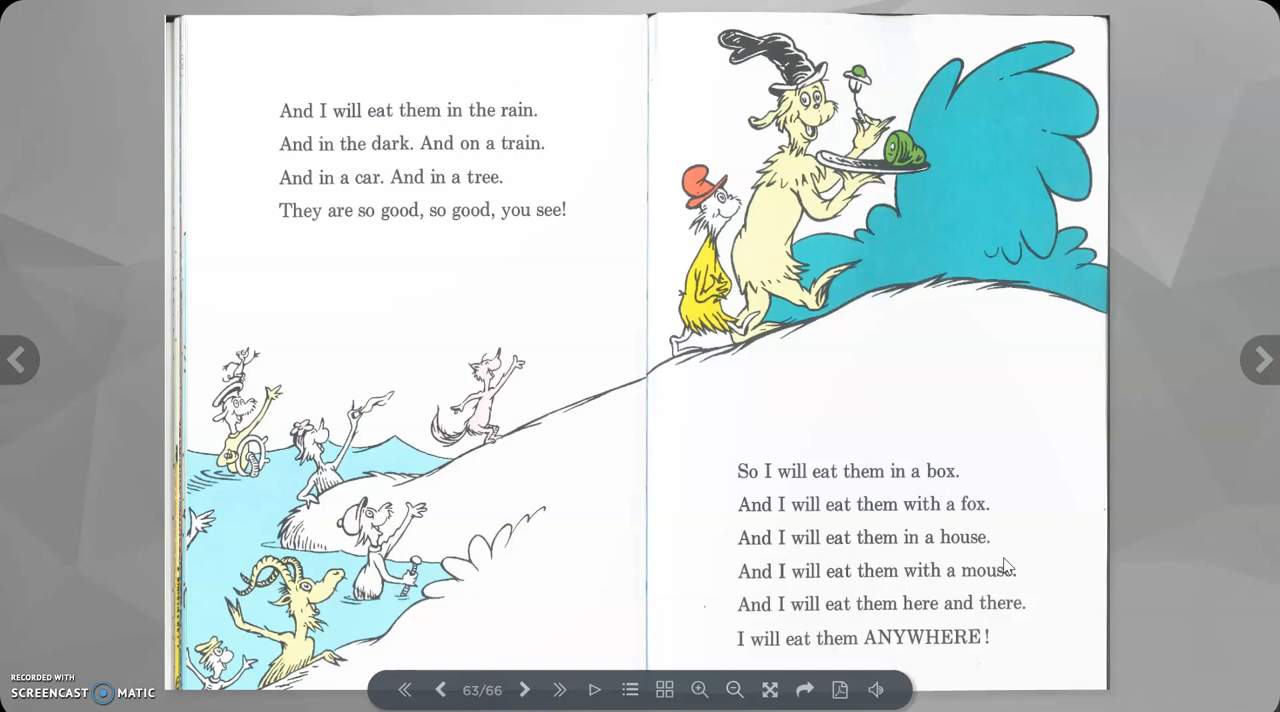 And I will eat them in the rain.
And in the dark. And on a train.
And in a car. And in a tree.
They are so good, so good, you see!
So I will eat them in a box.
And I will eat them with a fox.
And I will eat them in a house.
And I will eat them with a mouse.
And I will eat them here and there.
I will eat them ANYWHERE!
63/66
RECORDED WITH
SCREENCAST MATIC